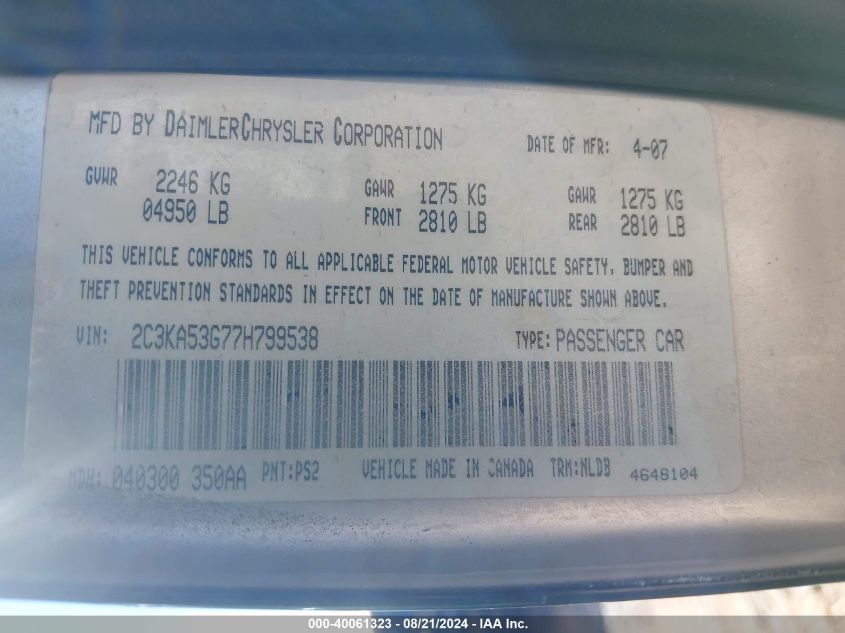 MFD BY DAIMLERCHRYSLER CORPORATION DATE OF MFR: 4-07
GVWR 2246 KG GAWR 1275 KG GAWR 1275 KG
04950 LB FRONT 2810 LB REAR 2810 LB
THIS VEHICLE CONFORMS TO ALL APPLICABLE FEDERAL MOTOR VEHICLE SAFETY, BUMPER AND
THEFT PREVENTION STANDARDS IN EFFECT ON THE DATE OF MANUFACTURE SHOWN ABOVE.
VIN: 2C3KA53G77H799538 TYPE: PASSENGER CAR
MDH: 040300 350AA PNT:PS2 VEHICLE MADE IN CANADA TRM:NLDB 4648104
000-40061323 - 08/21/2024 - IAA Inc.